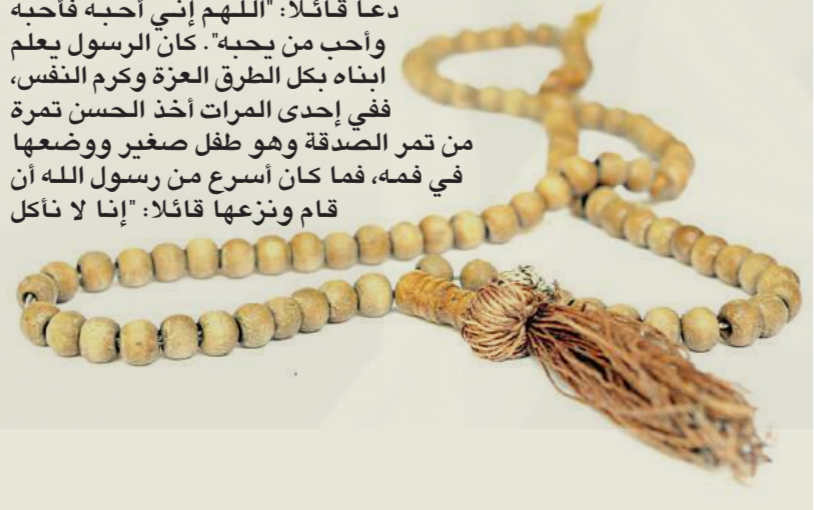 دعا قائلا: "اللهم إني أحبه فأحبه
وأحب من يحبه". كان الرسول يعلم
ابناه بكل الطرق العزة وكرم النفس،
ففي إحدى المرات أخذ الحسن تمرة
من تمر الصدقة وهو طفل صغير ووضعها
في فمه، فما كان أسرع من رسول الله أن
قام ونزعها قائلا: "إنا لا نأكل